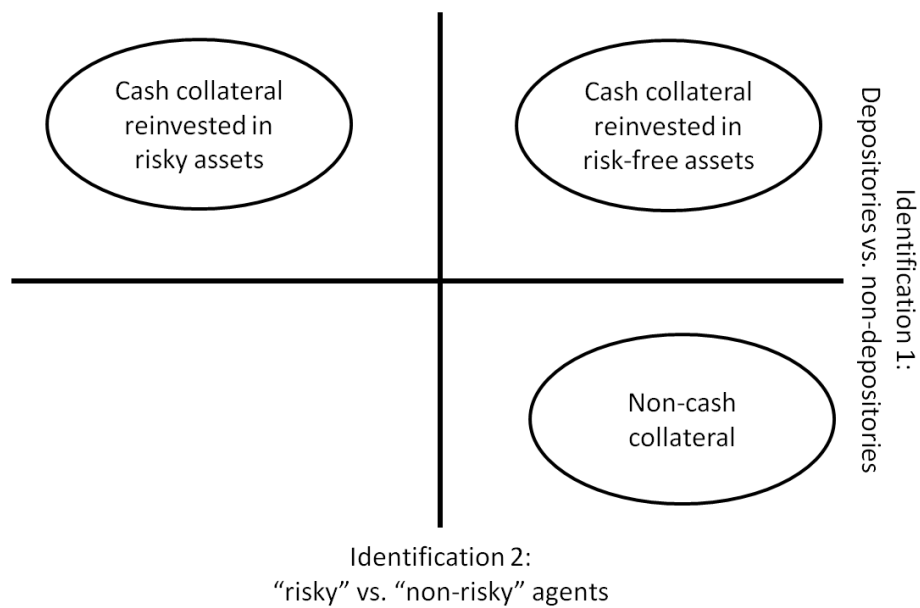 Cash collateral
reinvested in
risky assets
Cash collateral
reinvested in
risk-free assets
Identification 1:
Depositories vs. non-depositories
Non-cash
collateral
Identification 2:
“risky” vs. “non-risky” agents